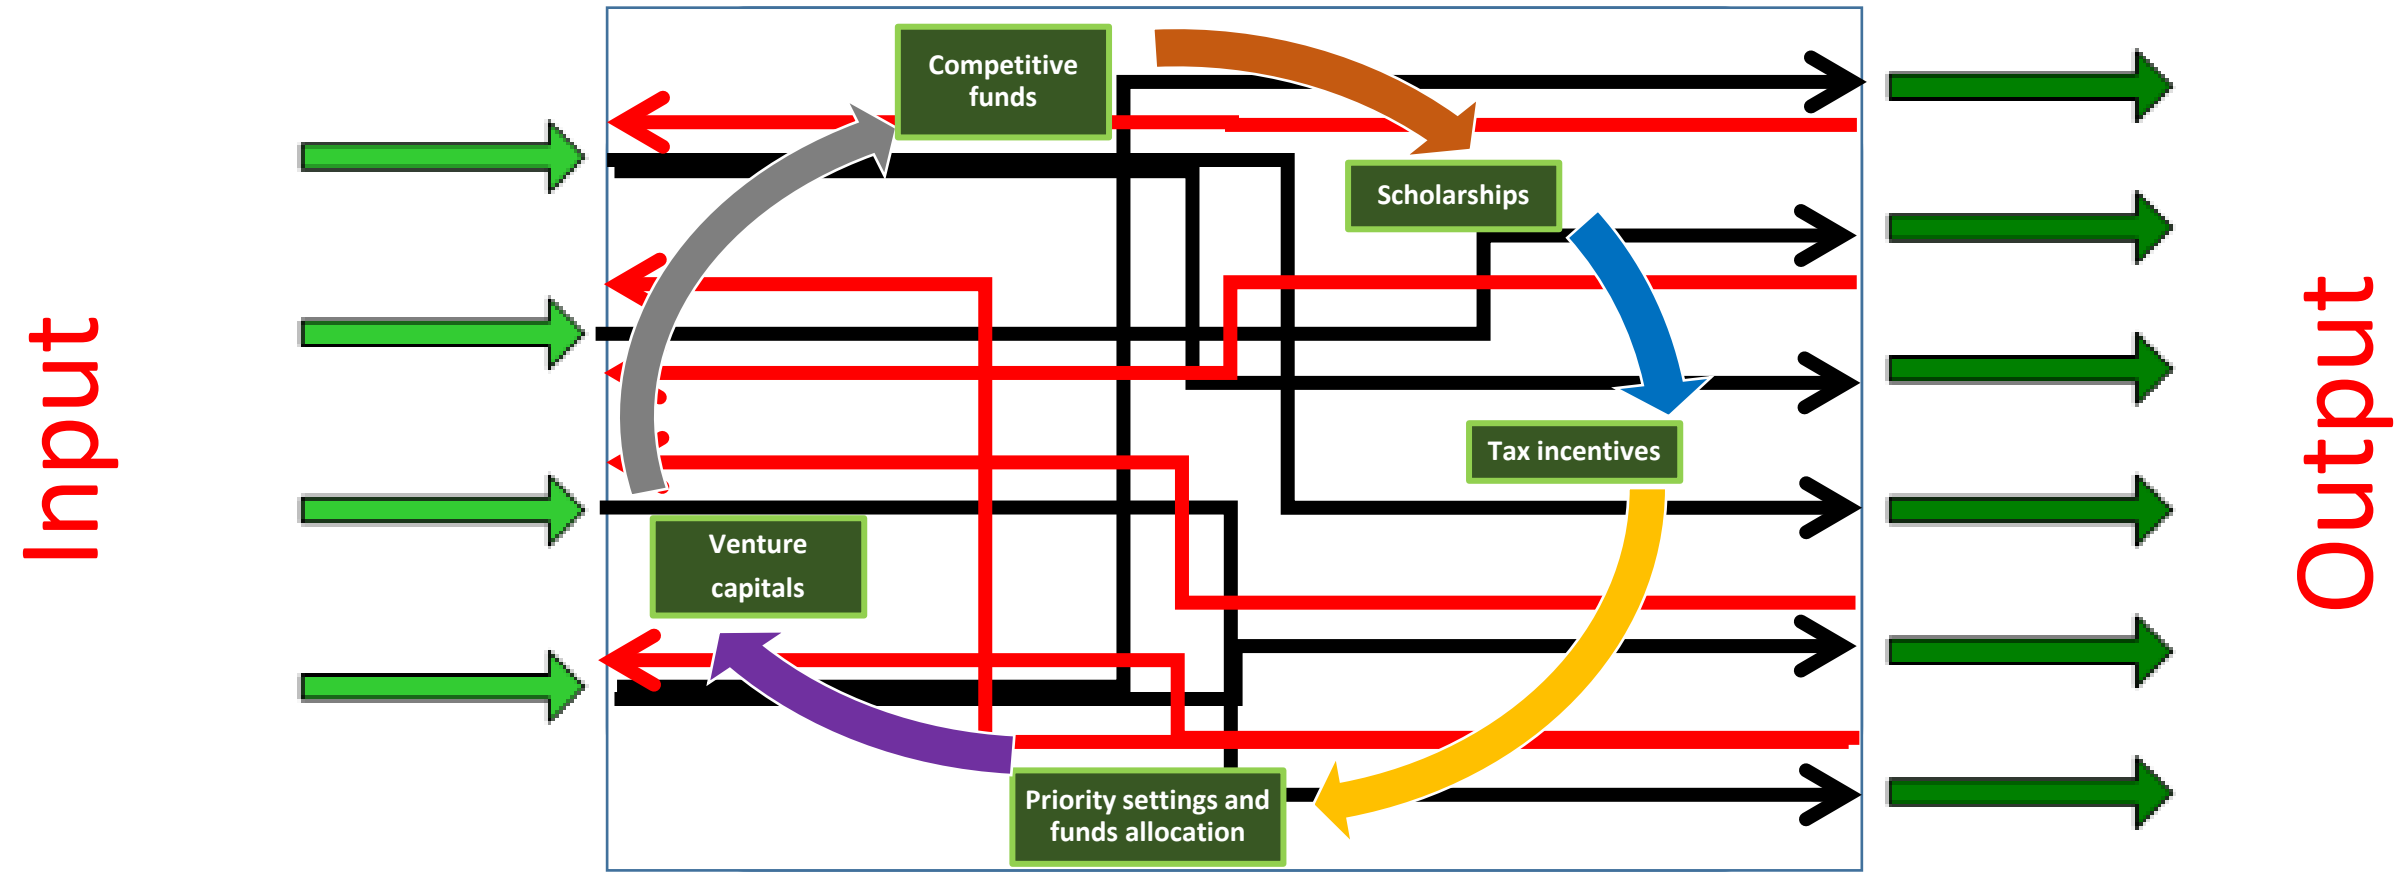 Input
Competitive
funds
Scholarships
Tax incentives
Venture
capitals
Priority settings and
funds allocation
Output